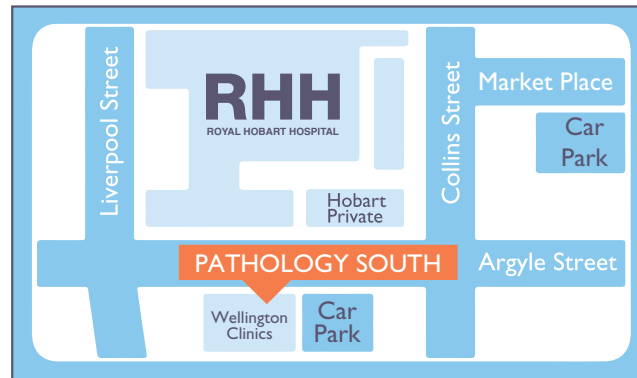 Liverpool Street
RHH
ROYAL HOBART HOSPITAL
Collins Street
Market Place
Car
Park
Hobart
Private
PATHOLOGY SOUTH
Argyle Street
Wellington
Clinics
Car
Park